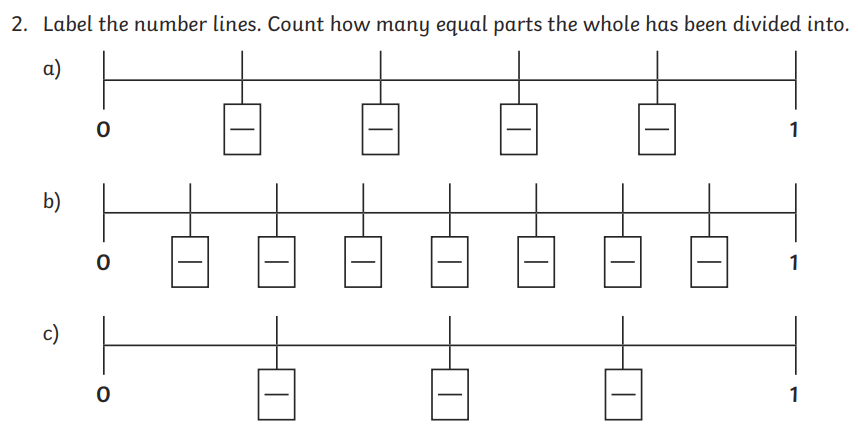 2. Label the number lines. Count how many equal parts the whole has been divided into.
a)
0 1
b)
0 1
c)
0 1